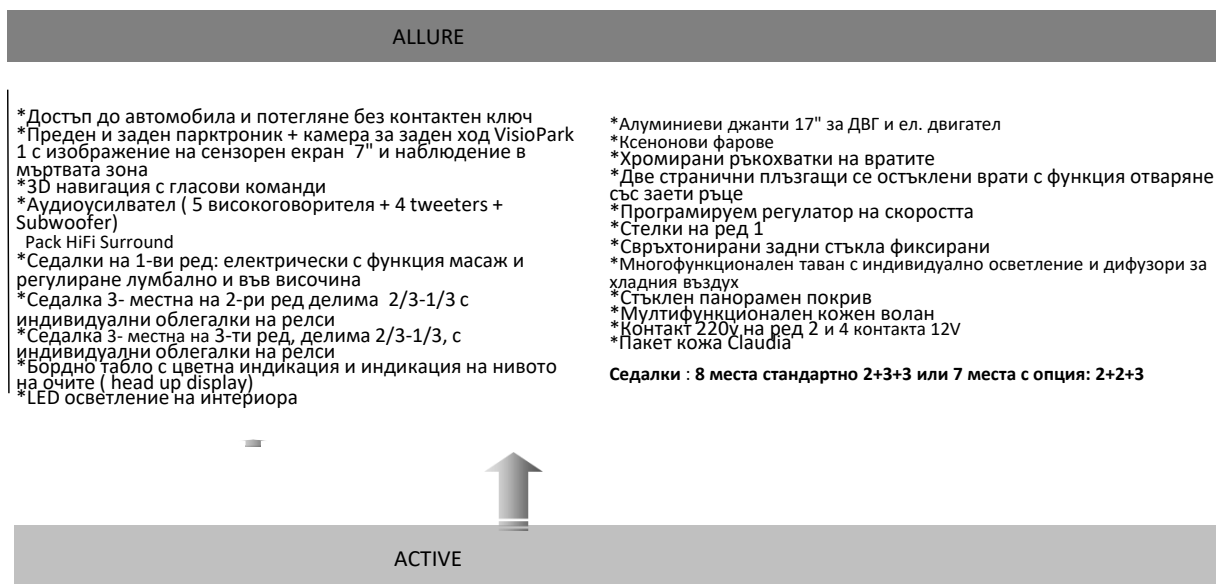 ALLURE
*Достъп до автомобила и потегляне без контактен ключ
*Преден и заден парктроник + камера за заден ход VisioPark
1 с изображение на сензорен екран 7" и наблюдение в
мъртвата зона
*3D навигация с гласови команди
*Аудиоусилвател ( 5 високоговорителя + 4 tweeters +
Subwoofer)
Pack HiFi Surround
*Седалки на 1-ви ред: електрически с функция масаж и
регулиране лумбално и във височина
*Седалка 3- местна на 2-ри ред делима 2/3-1/3 с
индивидуални облегалки на релси
*Седалка 3- местна на 3-ти ред, делима 2/3-1/3, с
индивидуални облегалки на релси
*Бордно табло с цветна индикация и индикация на нивото
на очите ( head up display)
*LED осветление на интериора
*Алуминиеви джанти 17" за ДВГ и ел. двигател
*Ксенонови фарове
*Хромирани ръкохватки на вратите
*Две странични плъзгащи се остъклени врати с функция отваряне
със заети ръце
*Програмируем регулатор на скоростта
*Стелки на ред 1
*Свръхтонирани задни стъкла фиксирани
*Многофункционален таван с индивидуално осветление и дифузори за
хладния въздух
*Стъклен панорамен покрив
*Мултифункционален кожен волан
*Контакт 220v на ред 2 и 4 контакта 12V
*Пакет кожа Claudia
Седалки : 8 места стандартно 2+3+3 или 7 места с опция: 2+2+3
ACTIVE